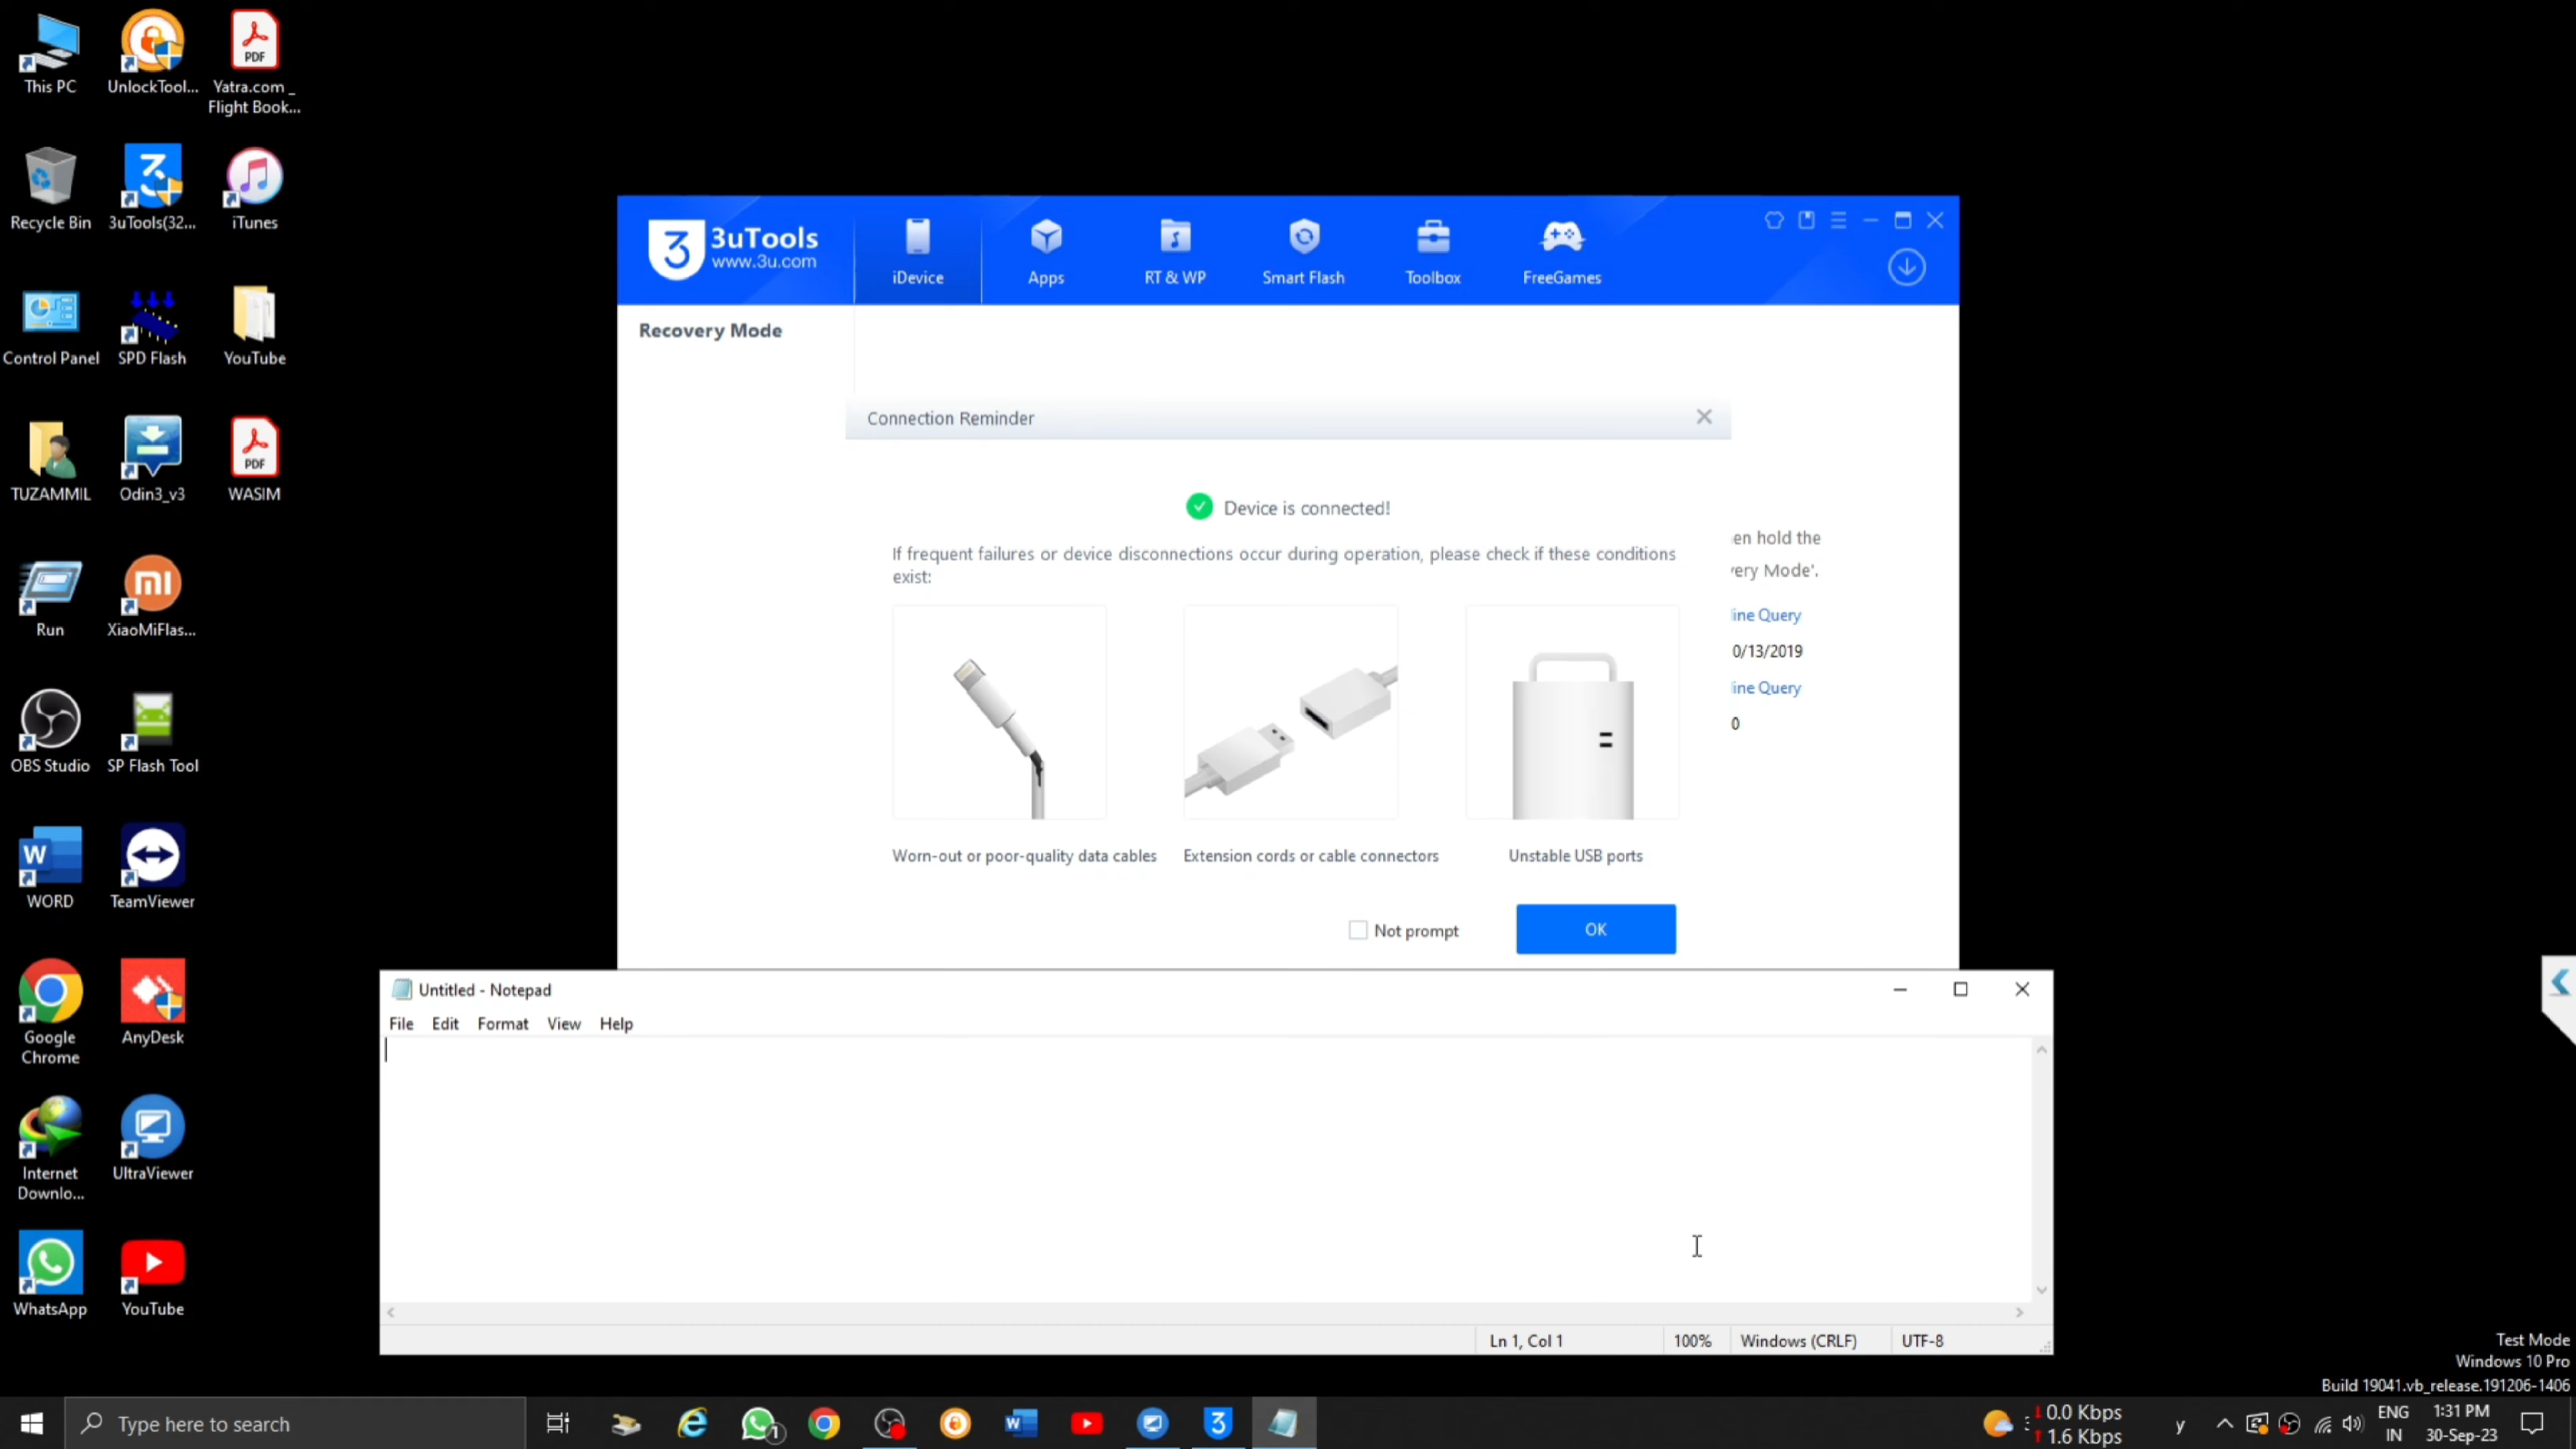 This PC
UnlockTool...
Yatra.com _
Flight Book...
PDF
Recycle Bin
3uTools(32...
iTunes
Control Panel
SPD Flash
YouTube
TUZAMMIL
Odin3_v3
PDF
WASIM
Run
XiaoMiFlas...
OBS Studio
SP Flash Tool
WORD
TeamViewer
Google
Chrome
AnyDesk
Internet
Downlo...
UltraViewer
WhatsApp
YouTube
3uTools
www.3u.com
iDevice
Apps
RT & WP
Smart Flash
Toolbox
FreeGames
Recovery Mode
Connection Reminder
Device is connected!
If frequent failures or device disconnections occur during operation, please check if these conditions
exist:
en hold the
very Mode'.
ine Query
0/13/2019
ine Query
0
Worn-out or poor-quality data cables
Extension cords or cable connectors
Unstable USB ports
Not prompt
OK
Untitled - Notepad
File Edit Format View Help
Ln 1, Col 1
100%
Windows (CRLF)
UTF-8
Test Mode
Windows 10 Pro
Build 19041.vb_release.191206-1406
Type here to search
1
0.0 Kbps
1.6 Kbps
y
ENG
IN
1:31 PM
30-Sep-23